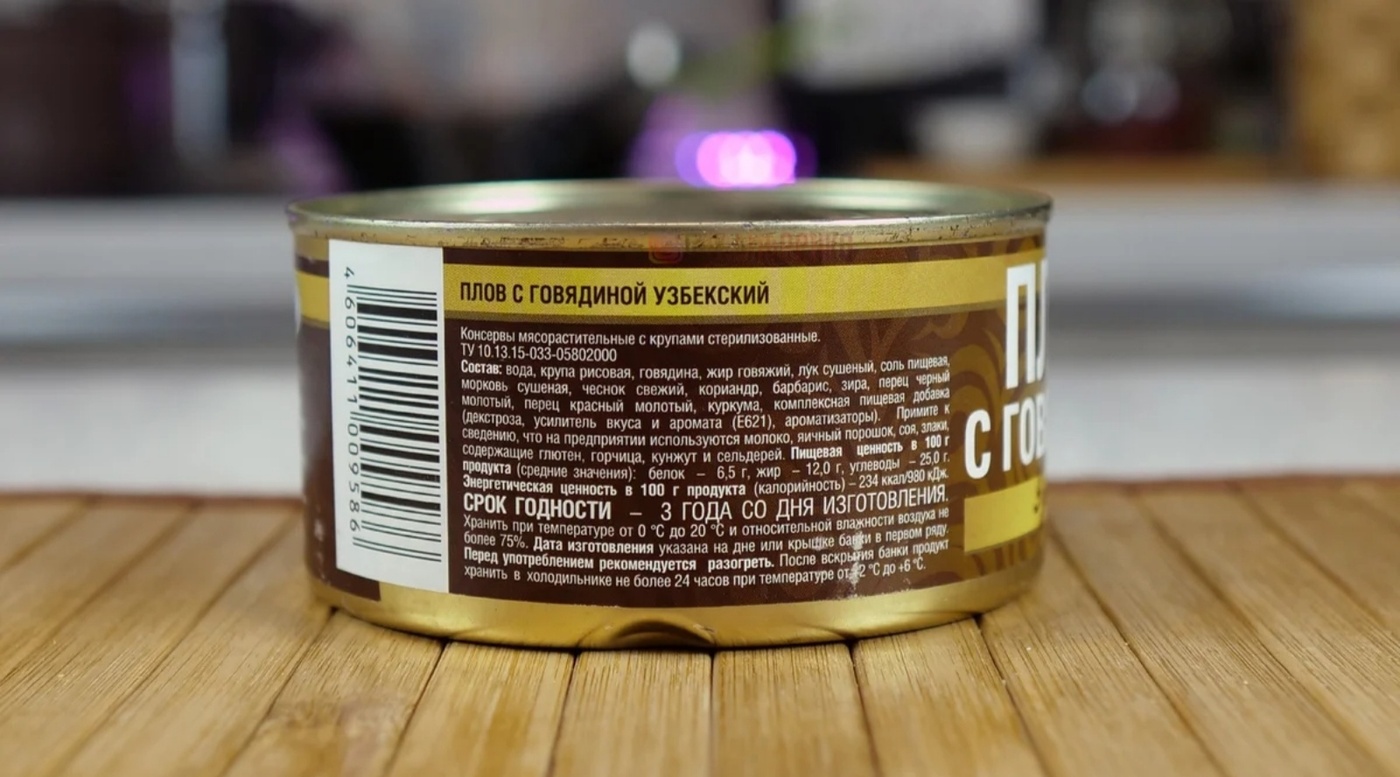 4 606411 009586
ПЛОВ С ГОВЯДИНОЙ УЗБЕКСКИЙ
Консервы мясорастительные с крупами стерилизованные.
ТУ 10.13.15-033-05802000
Состав: вода, крупа рисовая, говядина, жир говяжий, лук сушеный, соль пищевая,
морковь сушеная, чеснок свежий, кориандр, барбарис, зира, перец черный
молотый, перец красный молотый, куркума, комплексная пищевая добавка
(декстроза, усилитель вкуса и аромата (Е621), ароматизаторы). Примите к
сведению, что на предприятии используются молоко, яичный порошок, соя, злаки,
содержащие глютен, горчица, кунжут и сельдерей. Пищевая ценность в 100 г
продукта (средние значения): белок – 6,5 г, жир – 12,0 г, углеводы – 25,0 г.
Энергетическая ценность в 100 г продукта (калорийность) – 234 ккал/980 кДж.
СРОК ГОДНОСТИ – 3 ГОДА СО ДНЯ ИЗГОТОВЛЕНИЯ.
Хранить при температуре от 0 °С до 20 °С и относительной влажности воздуха не
более 75%. Дата изготовления указана на дне или крышке банки в первом ряду.
Перед употреблением рекомендуется разогреть. После вскрытия банки продукт
хранить в холодильнике не более 24 часов при температуре от +2 °С до +6 °С.
ПЛ
С ГОВ